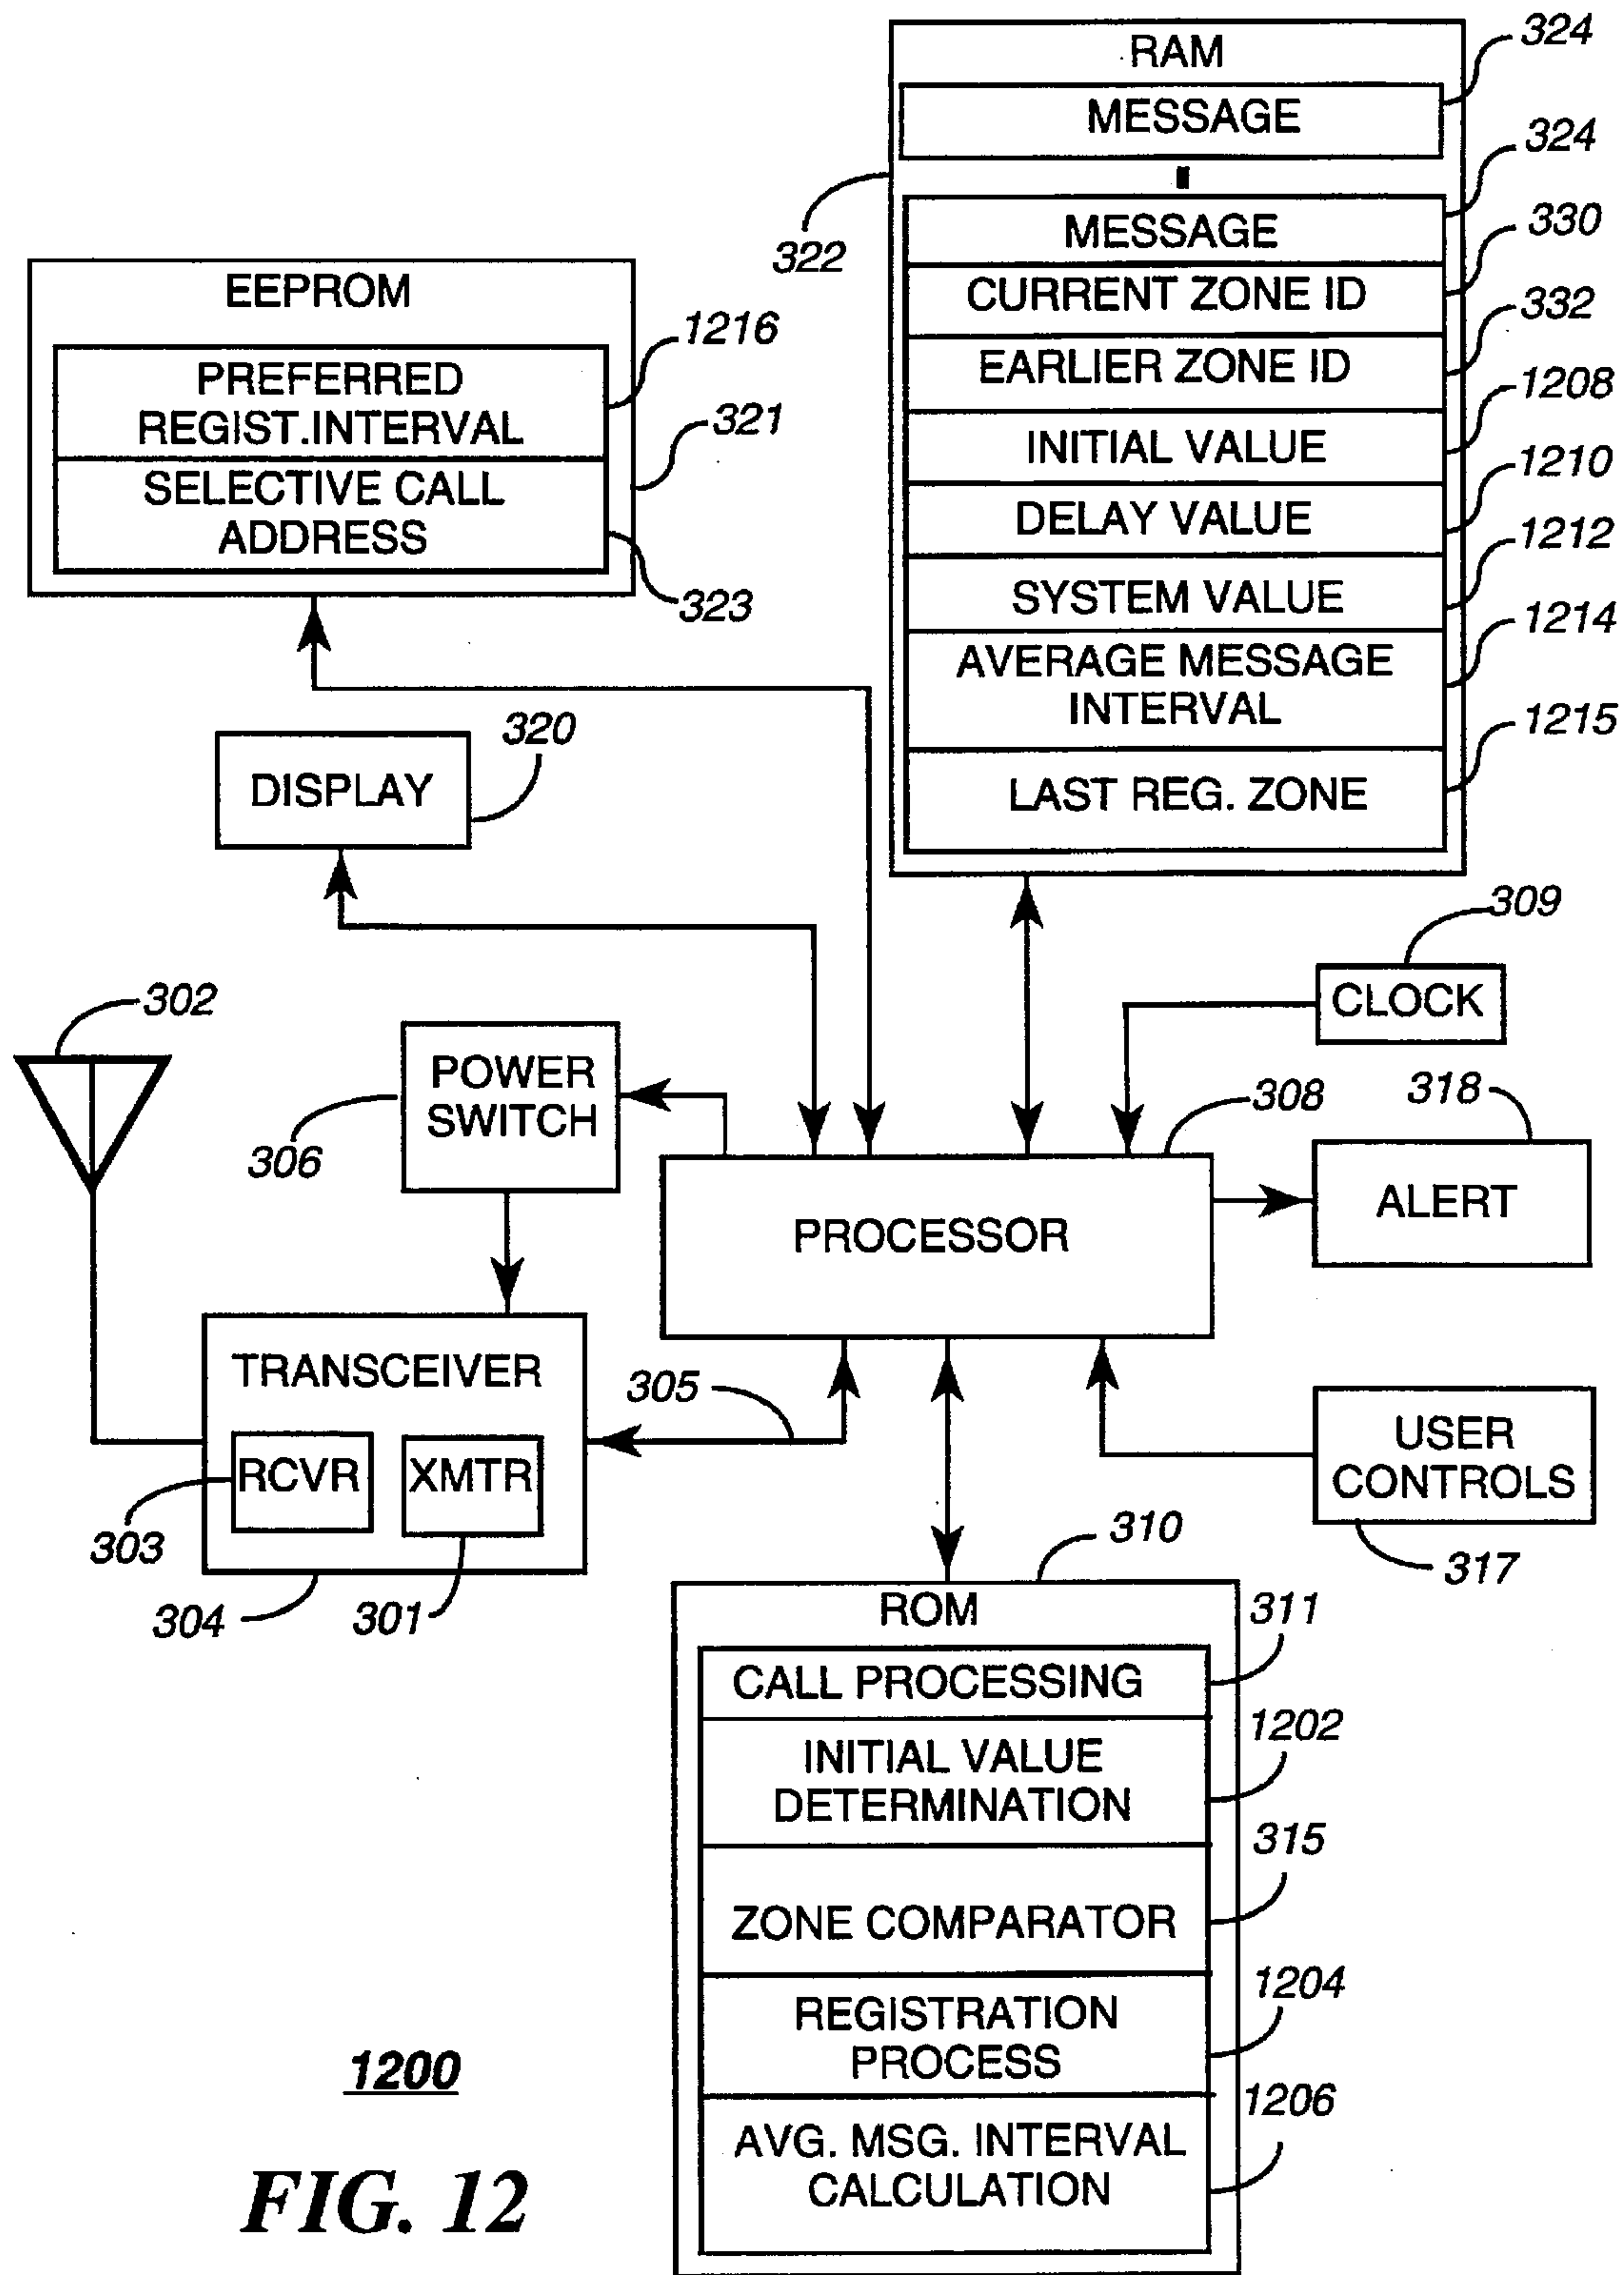 RAM
324
MESSAGE
324
MESSAGE
330
322
CURRENT ZONE ID
332
EARLIER ZONE ID
1208
INITIAL VALUE
1210
DELAY VALUE
1212
SYSTEM VALUE
1214
AVERAGE MESSAGE
INTERVAL
1215
LAST REG. ZONE
EEPROM
1216
PREFERRED
REGIST.INTERVAL
321
SELECTIVE CALL
ADDRESS
323
320
DISPLAY
309
CLOCK
302
POWER
SWITCH
306
308
318
PROCESSOR
ALERT
TRANSCEIVER
305
RCVR
XMTR
303
304
301
USER
CONTROLS
317
310
ROM
311
CALL PROCESSING
1202
INITIAL VALUE
DETERMINATION
315
ZONE COMPARATOR
1204
REGISTRATION
PROCESS
1206
AVG. MSG. INTERVAL
CALCULATION
1200
FIG. 12